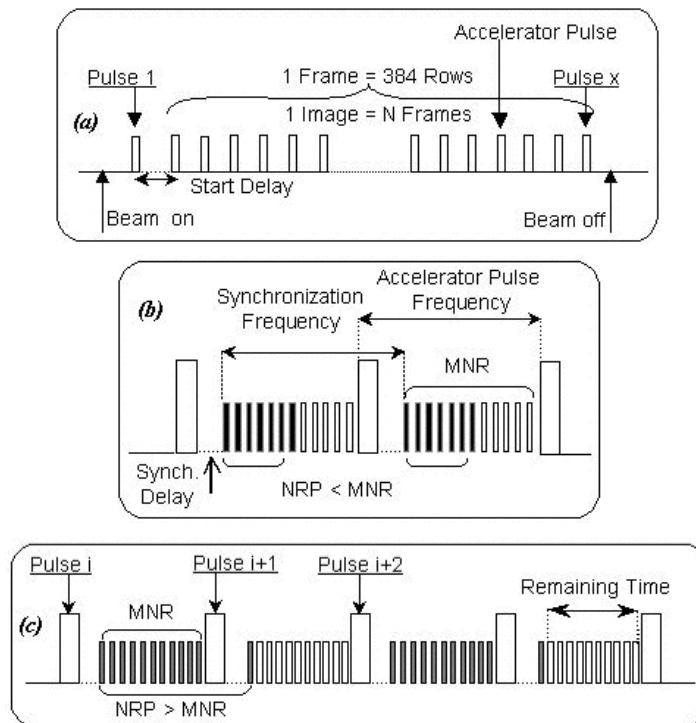 Accelerator Pulse
Pulse 1
1 Frame = 384 Rows
Pulse x
(a)
1 Image = N Frames
Start Delay
Beam on
Beam off
(b)
Synchronization
Frequency
Accelerator Pulse
Frequency
MNR
Synch.
Delay
NRP < MNR
Pulse i
Pulse i+1
Pulse i+2
Remaining Time
(c)
MNR
NRP > MNR